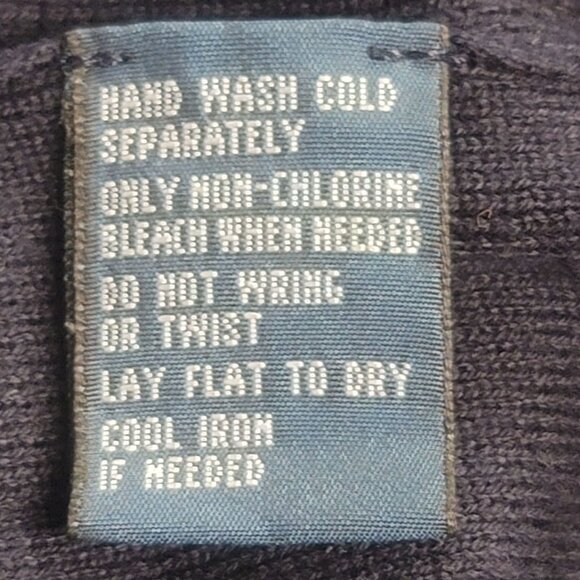 HAND WASH COLD
SEPARATELY
ONLY NON-CHLORINE
BLEACH WHEN NEEDED
DO NOT WRING
OR TWIST
LAY FLAT TO DRY
COOL IRON
IF NEEDED